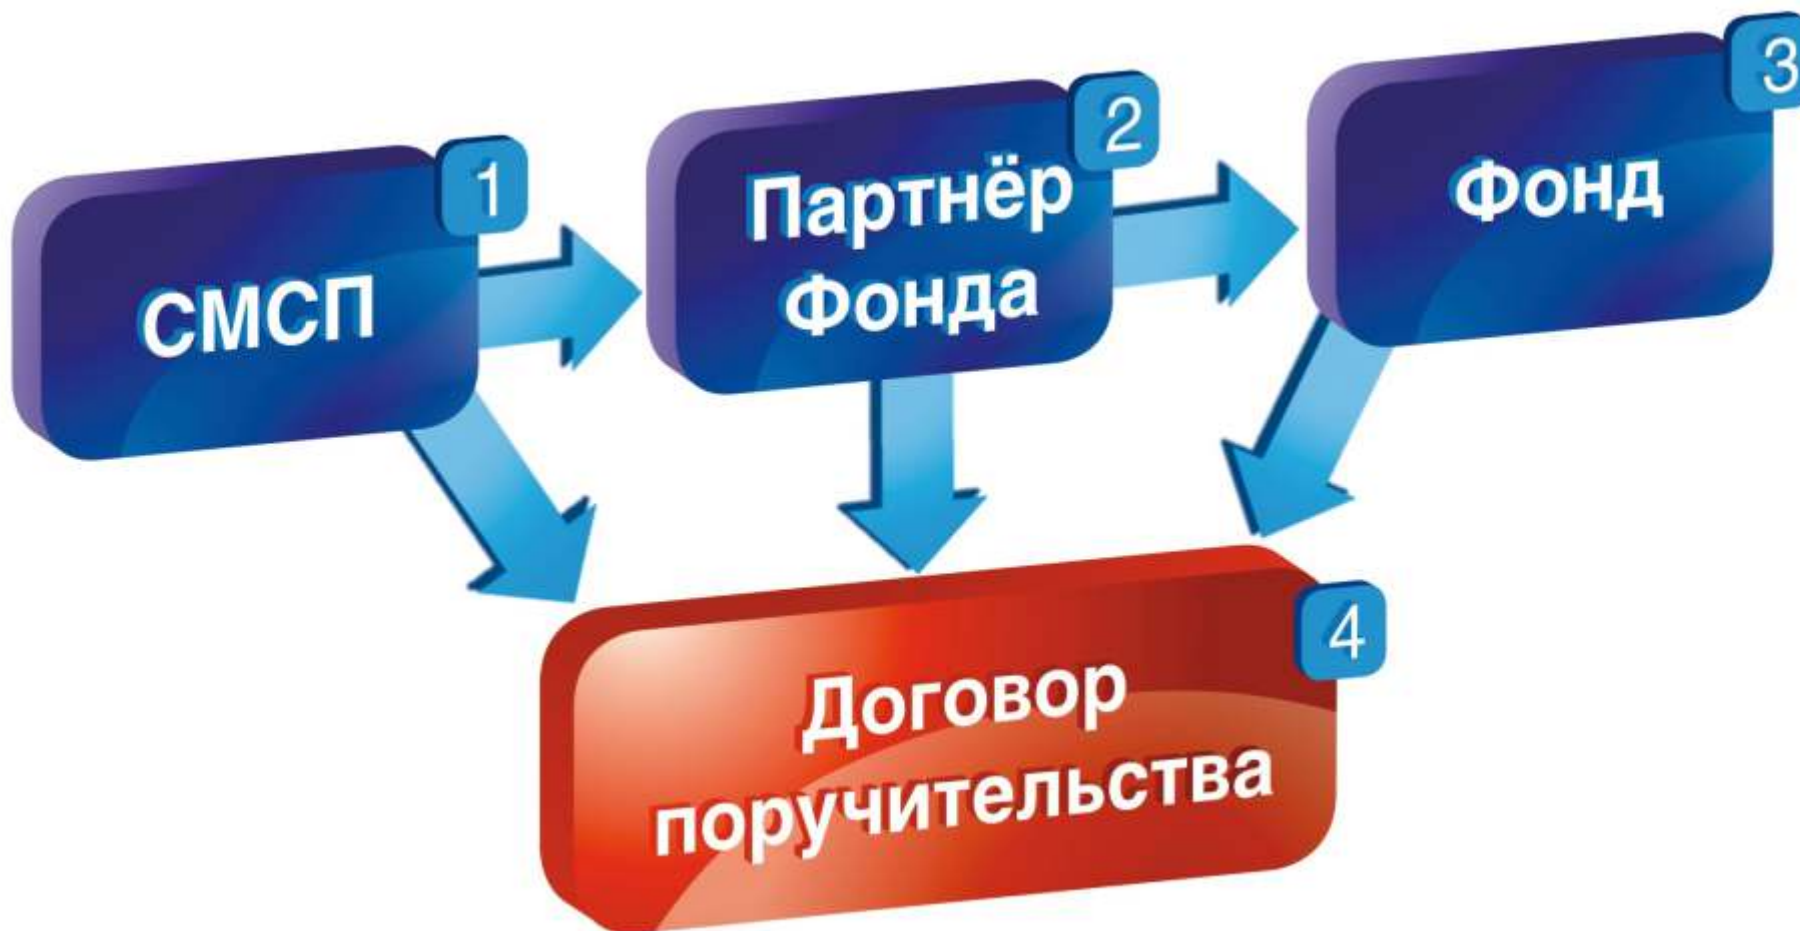 1
СМСП
2
Партнёр
Фонда
3
Фонд
4
Договор
поручительства